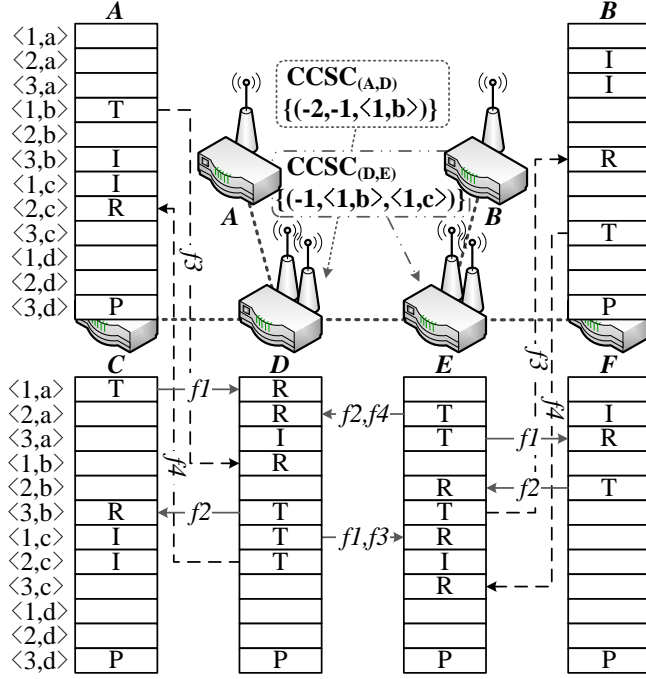 A B
<1,a>
<2,a> I
<3,a> I
<1,b> T
<2,b>
<3,b> I R
<1,c> I
<2,c> R
<3,c> T
<1,d>
<2,d>
<3,d> P P
CCSC(A,D)
{(-2,-1,<1,b>)}
CCSC(D,E)
{(-1,<1,b>,<1,c>)}
A B
f3
f4
f3
f4
C D E F
<1,a> T f1 R
<2,a> R f2,f4 T I
<3,a> I T f1 R
<1,b> R
<2,b> R f2 T
<3,b> R f2 T T
<1,c> I T f1,f3 R
<2,c> I T I
<3,c> R
<1,d>
<2,d>
<3,d> P P P P